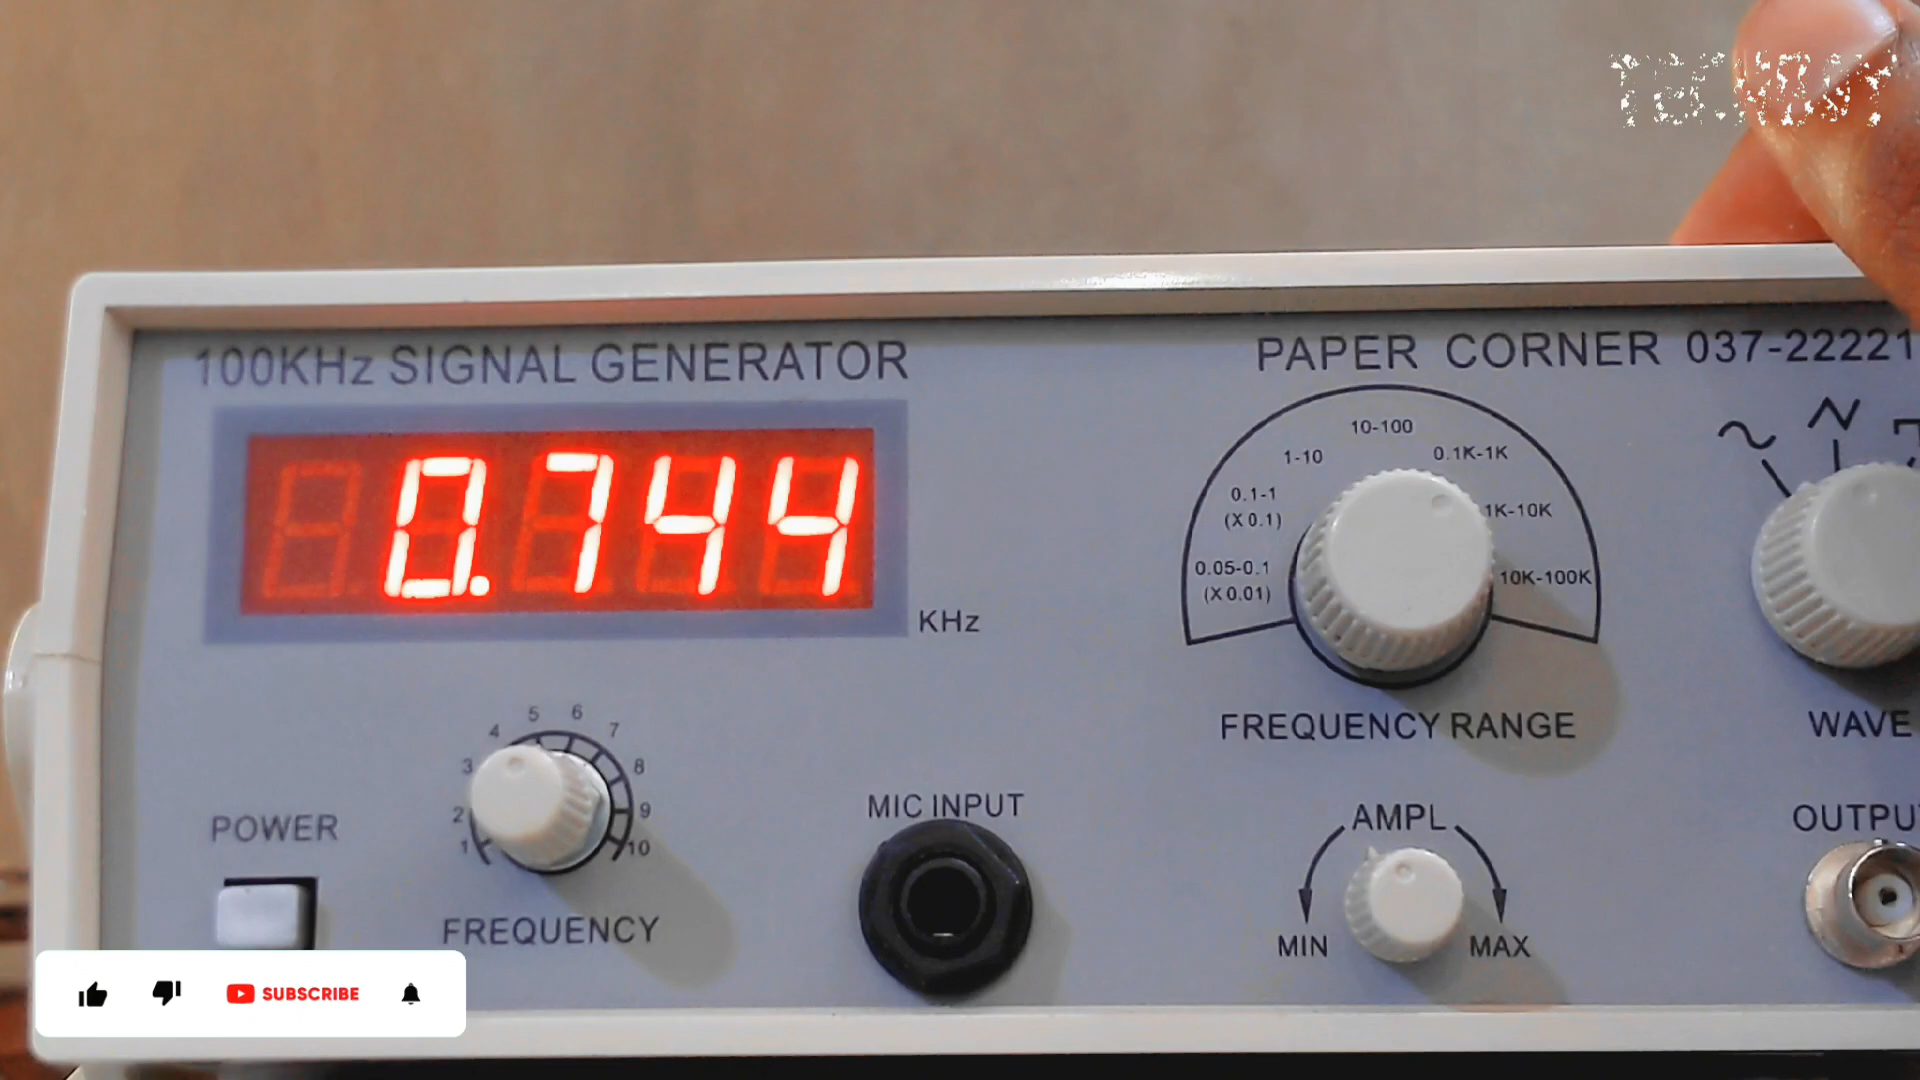 TECHBOY
100KHz SIGNAL GENERATOR
PAPER CORNER 037-22221
0.744
KHz
10-100
1-10
0.1K-1K
0.1-1
(X 0.1)
1K-10K
0.05-0.1
(X 0.01)
10K-100K
FREQUENCY RANGE
WAVE
1 2 3 4 5 6 7 8 9 10
FREQUENCY
POWER
MIC INPUT
AMPL
MIN
MAX
OUTPU
SUBSCRIBE